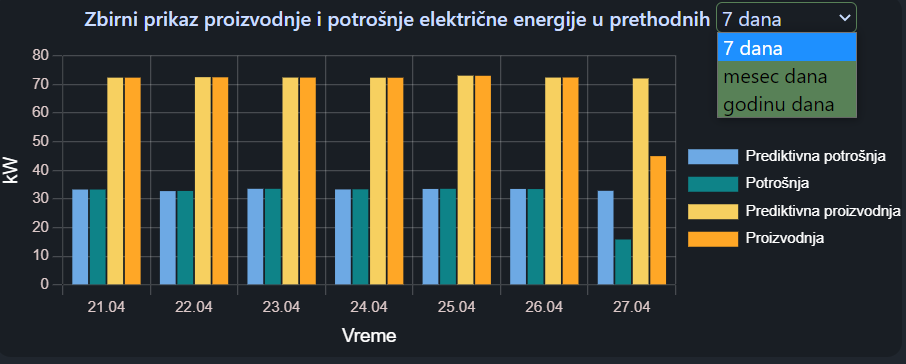 Zbirni prikaz proizvodnje i potrošnje električne energije u prethodnih 7 dana
7 dana
mesec dana
godinu dana
80
70
60
50
40
30
20
10
0
kW
21.04 22.04 23.04 24.04 25.04 26.04 27.04
Vreme
Prediktivna potrošnja
Potrošnja
Prediktivna proizvodnja
Proizvodnja